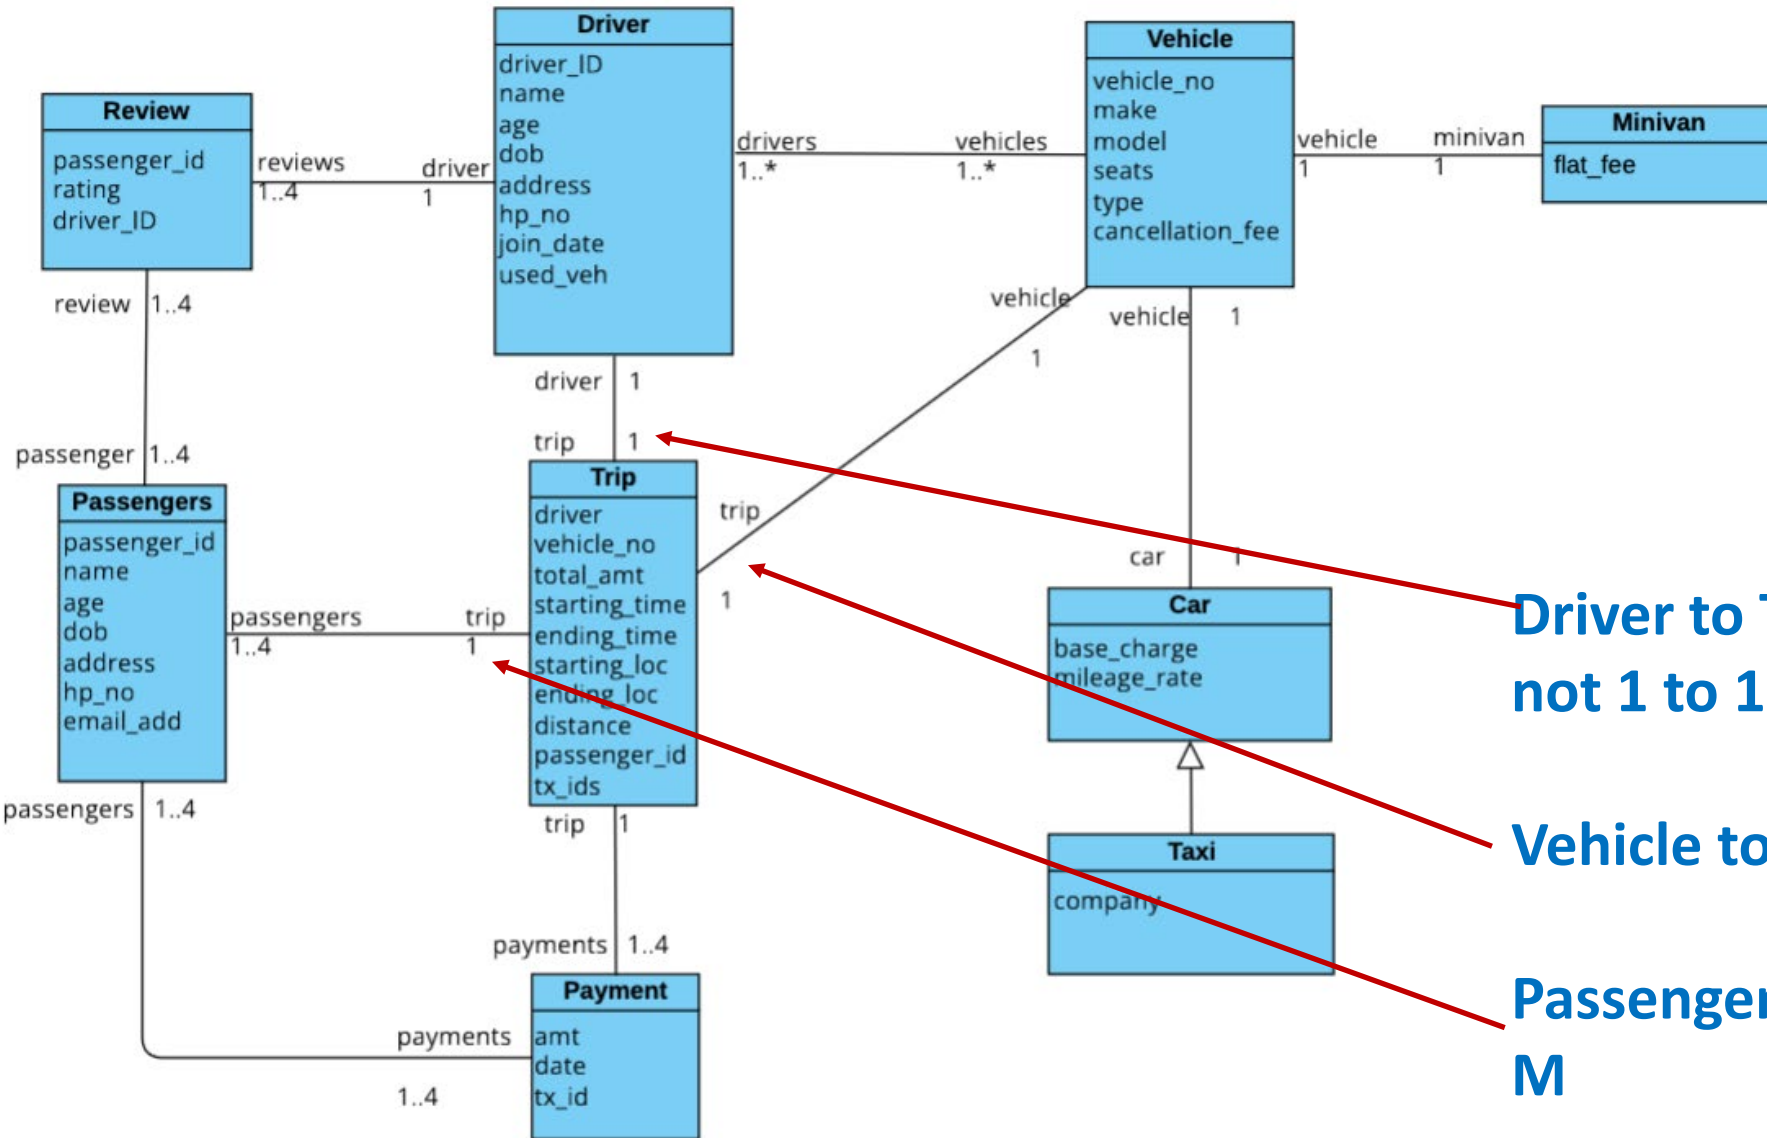 Driver
driver_ID
name
age
dob
address
hp_no
join_date
used_veh
Vehicle
vehicle_no
make
model
seats
type
cancellation_fee
Minivan
flat_fee
Review
passenger_id
rating
driver_ID
reviews
1..4
driver
1
drivers
1..*
vehicles
1..*
vehicle
1
minivan
1
review 1..4
passenger 1..4
driver 1
trip 1
vehicle
1
trip
1
vehicle 1
car 1
Passengers
passenger_id
name
age
dob
address
hp_no
email_add
passengers
1..4
trip
1
Trip
driver
vehicle_no
total_amt
starting_time
ending_time
starting_loc
ending_loc
distance
passenger_id
tx_ids
Car
base_charge
mileage_rate
Taxi
company
passengers 1..4
trip 1
payments 1..4
payments
1..4
Payment
amt
date
tx_id
Driver to
not 1 to 1
Vehicle to
Passenger
M